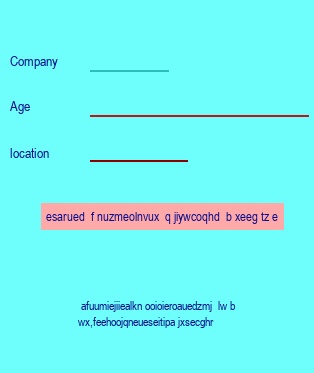 Company
Age
location
esarued f nuzmeolnvux q jiywcoqhd b xeeg tz e
afuumiejiiealkn ooioieroauedzmj lw b
wx,feehoojqneueseitipa jxsecghr